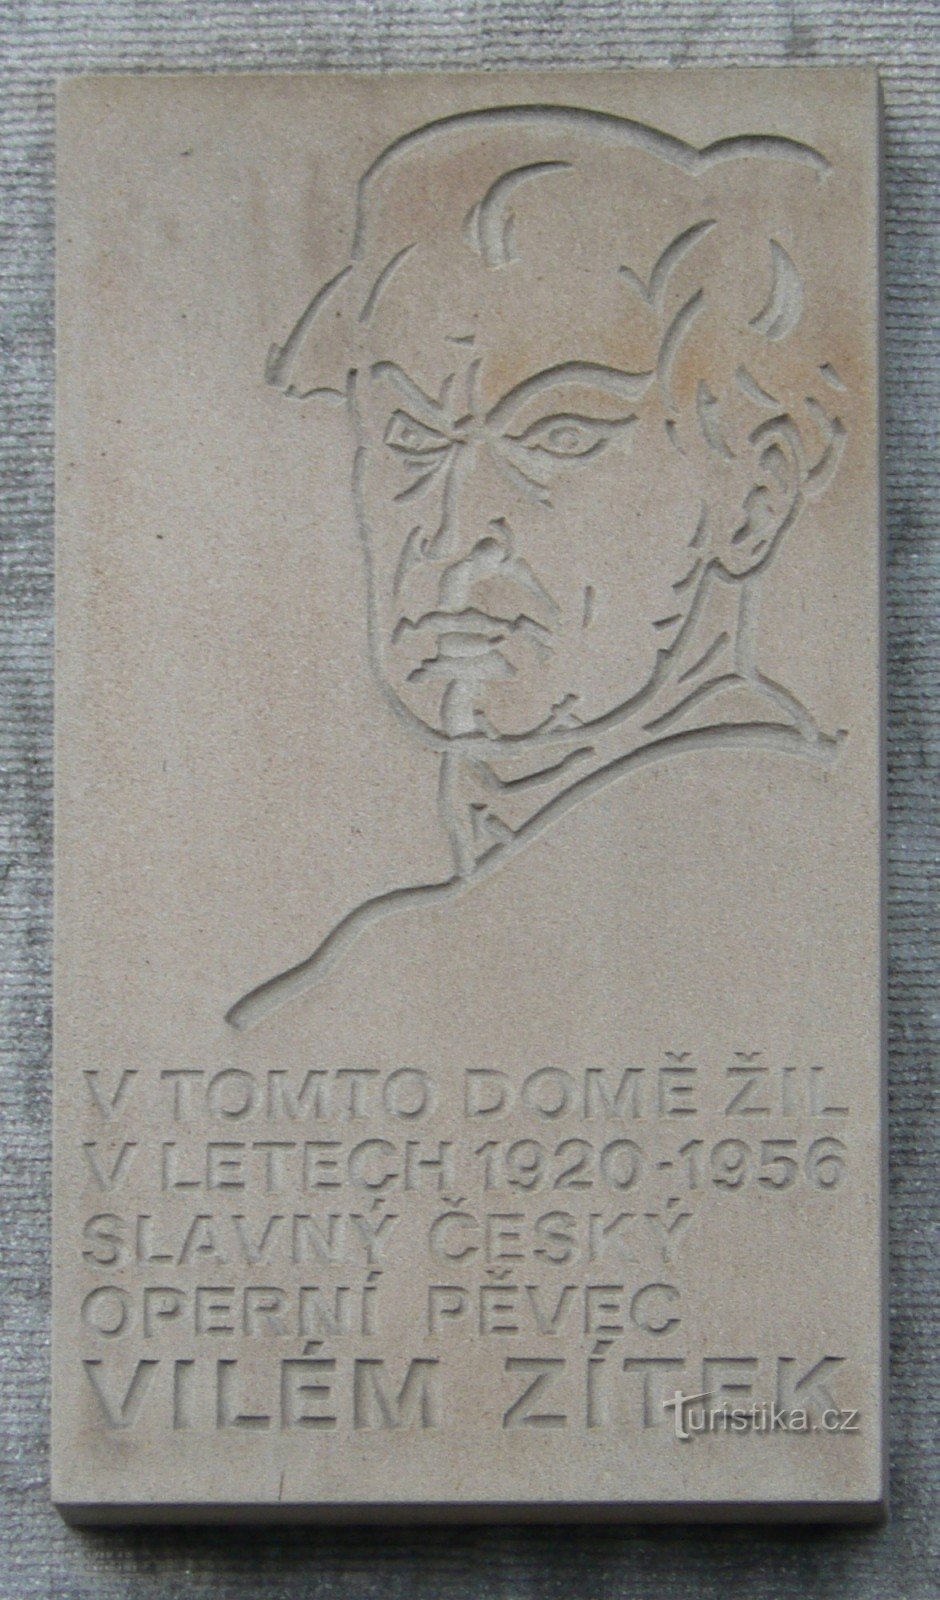 V TOMTO DOMĚ ŽIL
V LETECH 1920-1956
SLAVNÝ ČESKÝ
OPERNÍ PĚVEC
VILÉM ZÍTEK
Turistika.cz